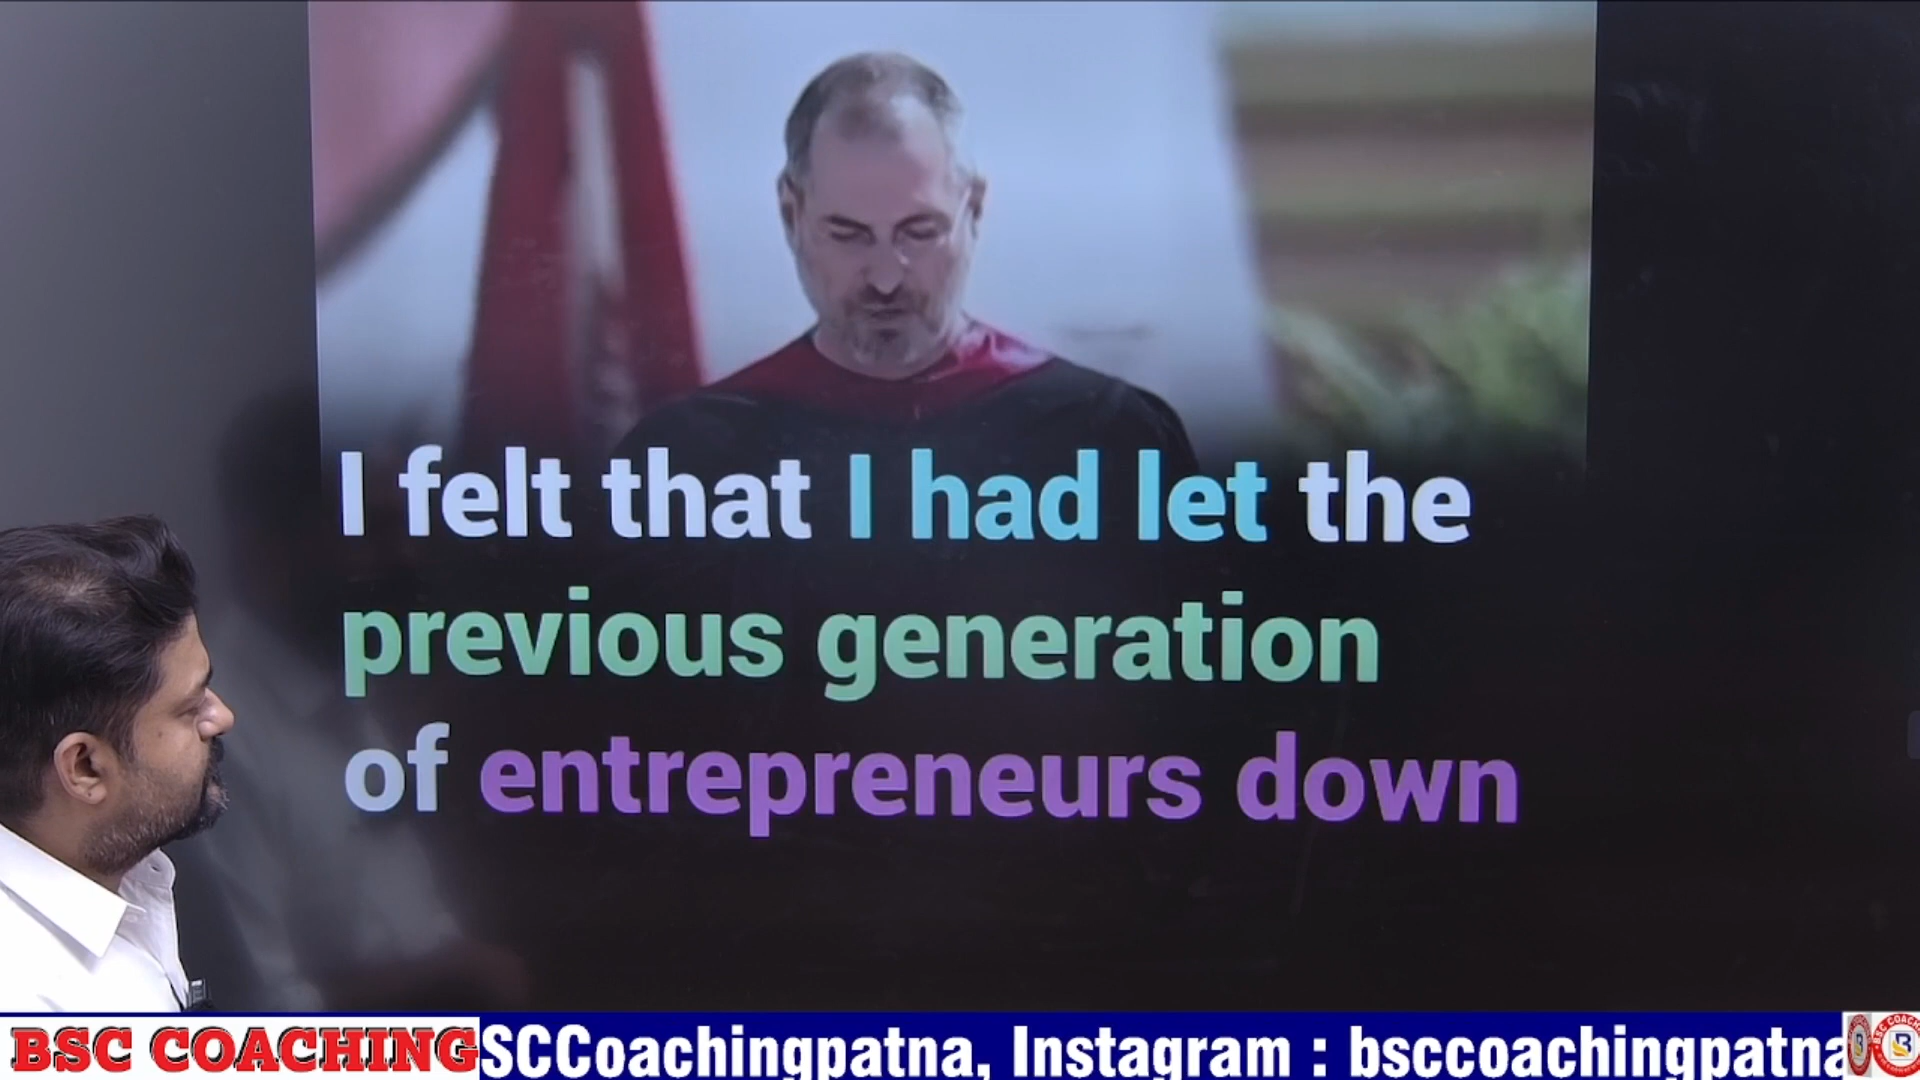 I felt that I had let the
previous generation
of entrepreneurs down
BSC COACHING SCCoachingpatna, Instagram : bsccoachingpatna